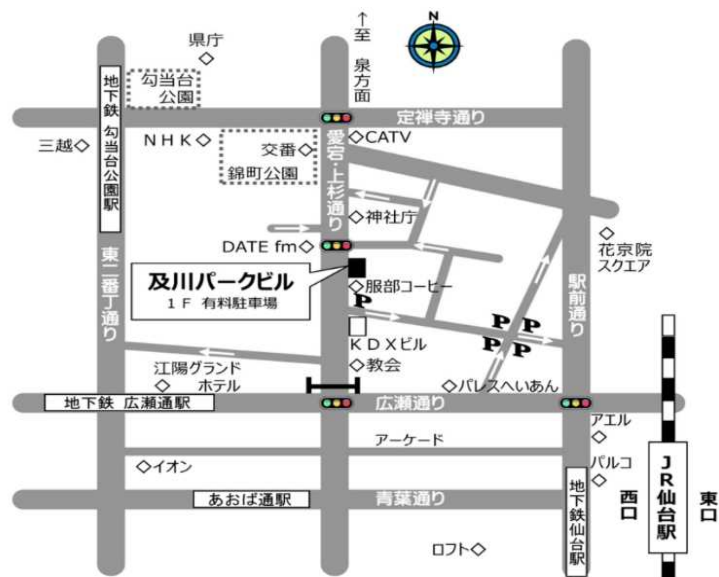 N
↑至 泉方面
県庁
勾当台
公園
地下鉄 勾当台公園駅
定禅寺通り
三越◇
NHK◇
交番◇
錦町公園
◇CATV
愛宕・上杉通り
◇神社庁
DATE fm◇
花京院
スクエア
及川パークビル
1F 有料駐車場
◇服部コーヒー
P
東二番丁通り
駅前通り
P P
P P
KDXビル
◇教会
江陽グランド
ホテル
◇パレスへいあん
地下鉄 広瀬通駅
広瀬通り
アエル
アーケード
パルコ
◇イオン
地下鉄仙台駅
西口
JR仙台駅
東口
あおば通駅
青葉通り
ロフト◇